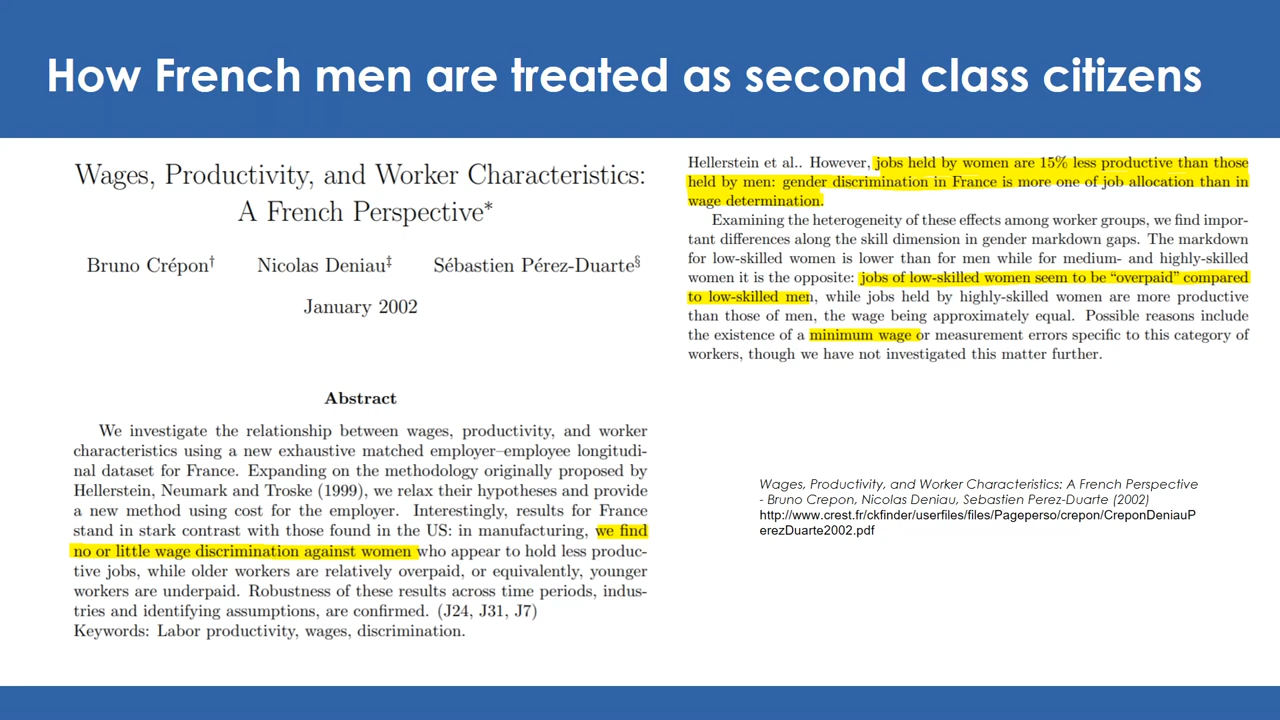 How French men are treated as second class citizens
Wages, Productivity, and Worker Characteristics:
A French Perspective*
Bruno Crépon† Nicolas Deniau‡ Sébastien Pérez-Duarte§
January 2002
Abstract
We investigate the relationship between wages, productivity, and worker
characteristics using a new exhaustive matched employer–employee longitudi-
nal dataset for France. Expanding on the methodology originally proposed by
Hellerstein, Neumark and Troske (1999), we relax their hypotheses and provide
a new method using cost for the employer. Interestingly, results for France
stand in stark contrast with those found in the US: in manufacturing, we find
no or little wage discrimination against women who appear to hold less produc-
tive jobs, while older workers are relatively overpaid, or equivalently, younger
workers are underpaid. Robustness of these results across time periods, indus-
tries and identifying assumptions, are confirmed. (J24, J31, J7)
Keywords: Labor productivity, wages, discrimination.
Hellerstein et al.. However, jobs held by women are 15% less productive than those
held by men: gender discrimination in France is more one of job allocation than in
wage determination.
Examining the heterogeneity of these effects among worker groups, we find impor-
tant differences along the skill dimension in gender markdown gaps. The markdown
for low-skilled women is lower than for men while for medium- and highly-skilled
women it is the opposite: jobs of low-skilled women seem to be “overpaid” compared
to low-skilled men, while jobs held by highly-skilled women are more productive
than those of men, the wage being approximately equal. Possible reasons include
the existence of a minimum wage or measurement errors specific to this category of
workers, though we have not investigated this matter further.
Wages, Productivity, and Worker Characteristics: A French Perspective
- Bruno Crepon, Nicolas Deniau, Sebastien Perez-Duarte (2002)
http://www.crest.fr/ckfinder/userfiles/files/Pageperso/crepon/CreponDeniauP
erezDuarte2002.pdf